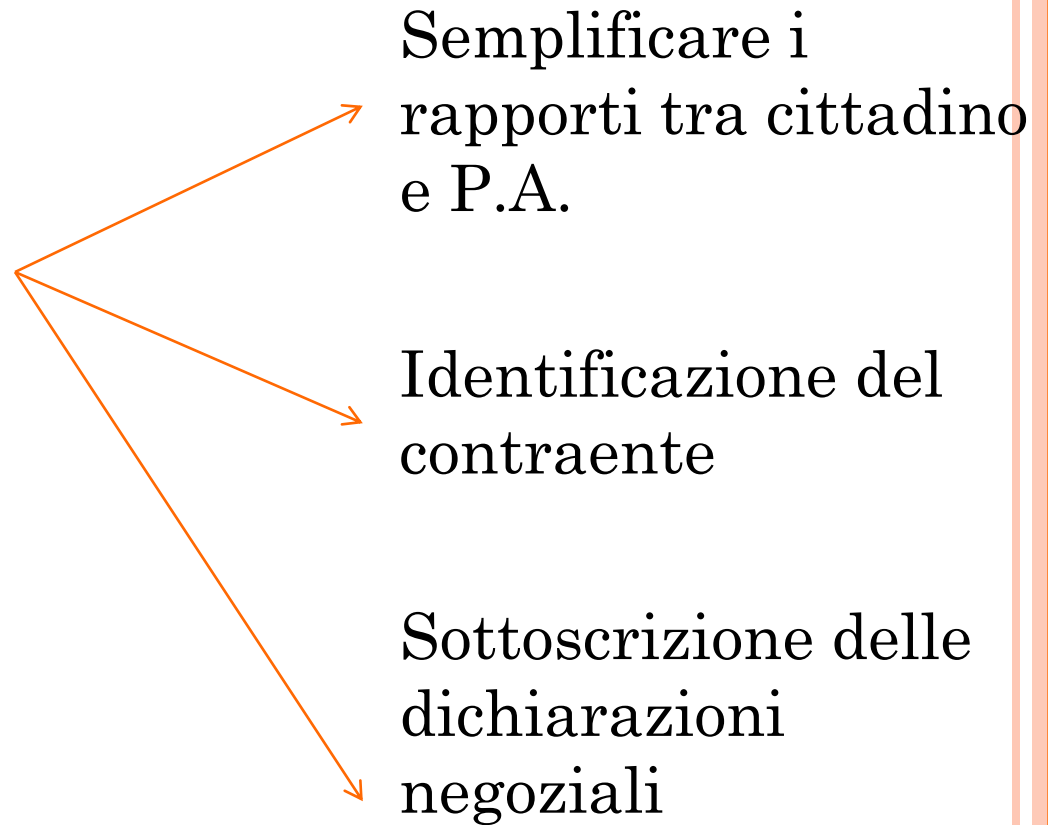 Semplificare i
rapporti tra cittadino
e P.A.
Identificazione del
contraente
Sottoscrizione delle
dichiarazioni
negoziali